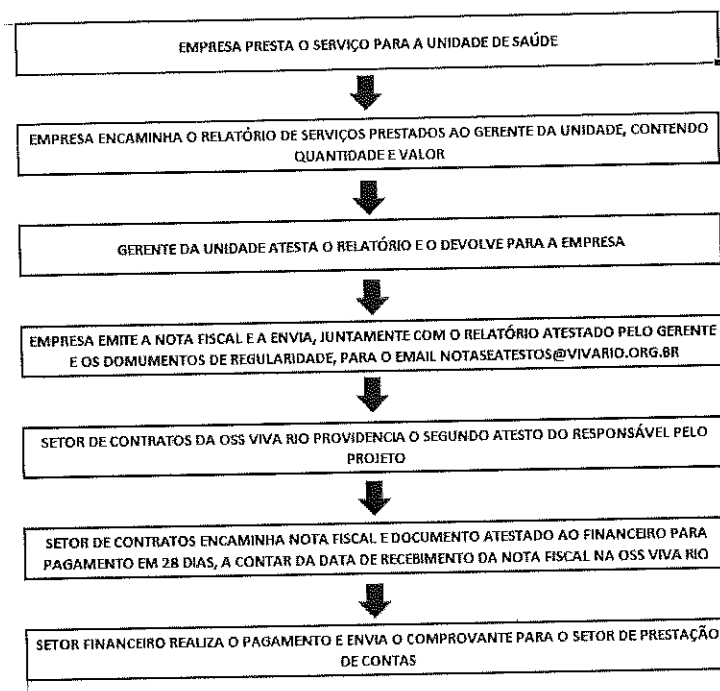 EMPRESA PRESTA O SERVIÇO PARA A UNIDADE DE SAÚDE
EMPRESA ENCAMINHA O RELATÓRIO DE SERVIÇOS PRESTADOS AO GERENTE DA UNIDADE, CONTENDO
QUANTIDADE E VALOR
GERENTE DA UNIDADE ATESTA O RELATÓRIO E O DEVOLVE PARA A EMPRESA
EMPRESA EMITE A NOTA FISCAL E A ENVIA, JUNTAMENTE COM O RELATÓRIO ATESTADO PELO GERENTE
E OS DOMUMENTOS DE REGULARIDADE, PARA O EMAIL NOTASEATESTOS@VIVARIO.ORG.BR
SETOR DE CONTRATOS DA OSS VIVA RIO PROVIDENCIA O SEGUNDO ATESTO DO RESPONSÁVEL PELO
PROJETO
SETOR DE CONTRATOS ENCAMINHA NOTA FISCAL E DOCUMENTO ATESTADO AO FINANCEIRO PARA
PAGAMENTO EM 28 DIAS, A CONTAR DA DATA DE RECEBIMENTO DA NOTA FISCAL NA OSS VIVA RIO
SETOR FINANCEIRO REALIZA O PAGAMENTO E ENVIA O COMPROVANTE PARA O SETOR DE PRESTAÇÃO
DE CONTAS